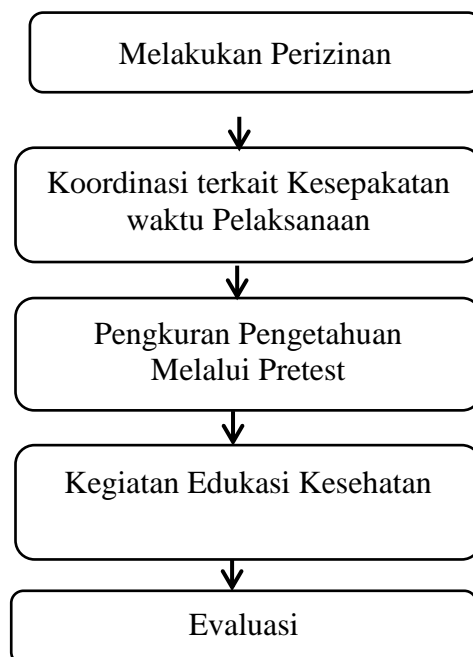 Melakukan Perizinan
Koordinasi terkait Kesepakatan
waktu Pelaksanaan
Pengkuran Pengetahuan
Melalui Pretest
Kegiatan Edukasi Kesehatan
Evaluasi